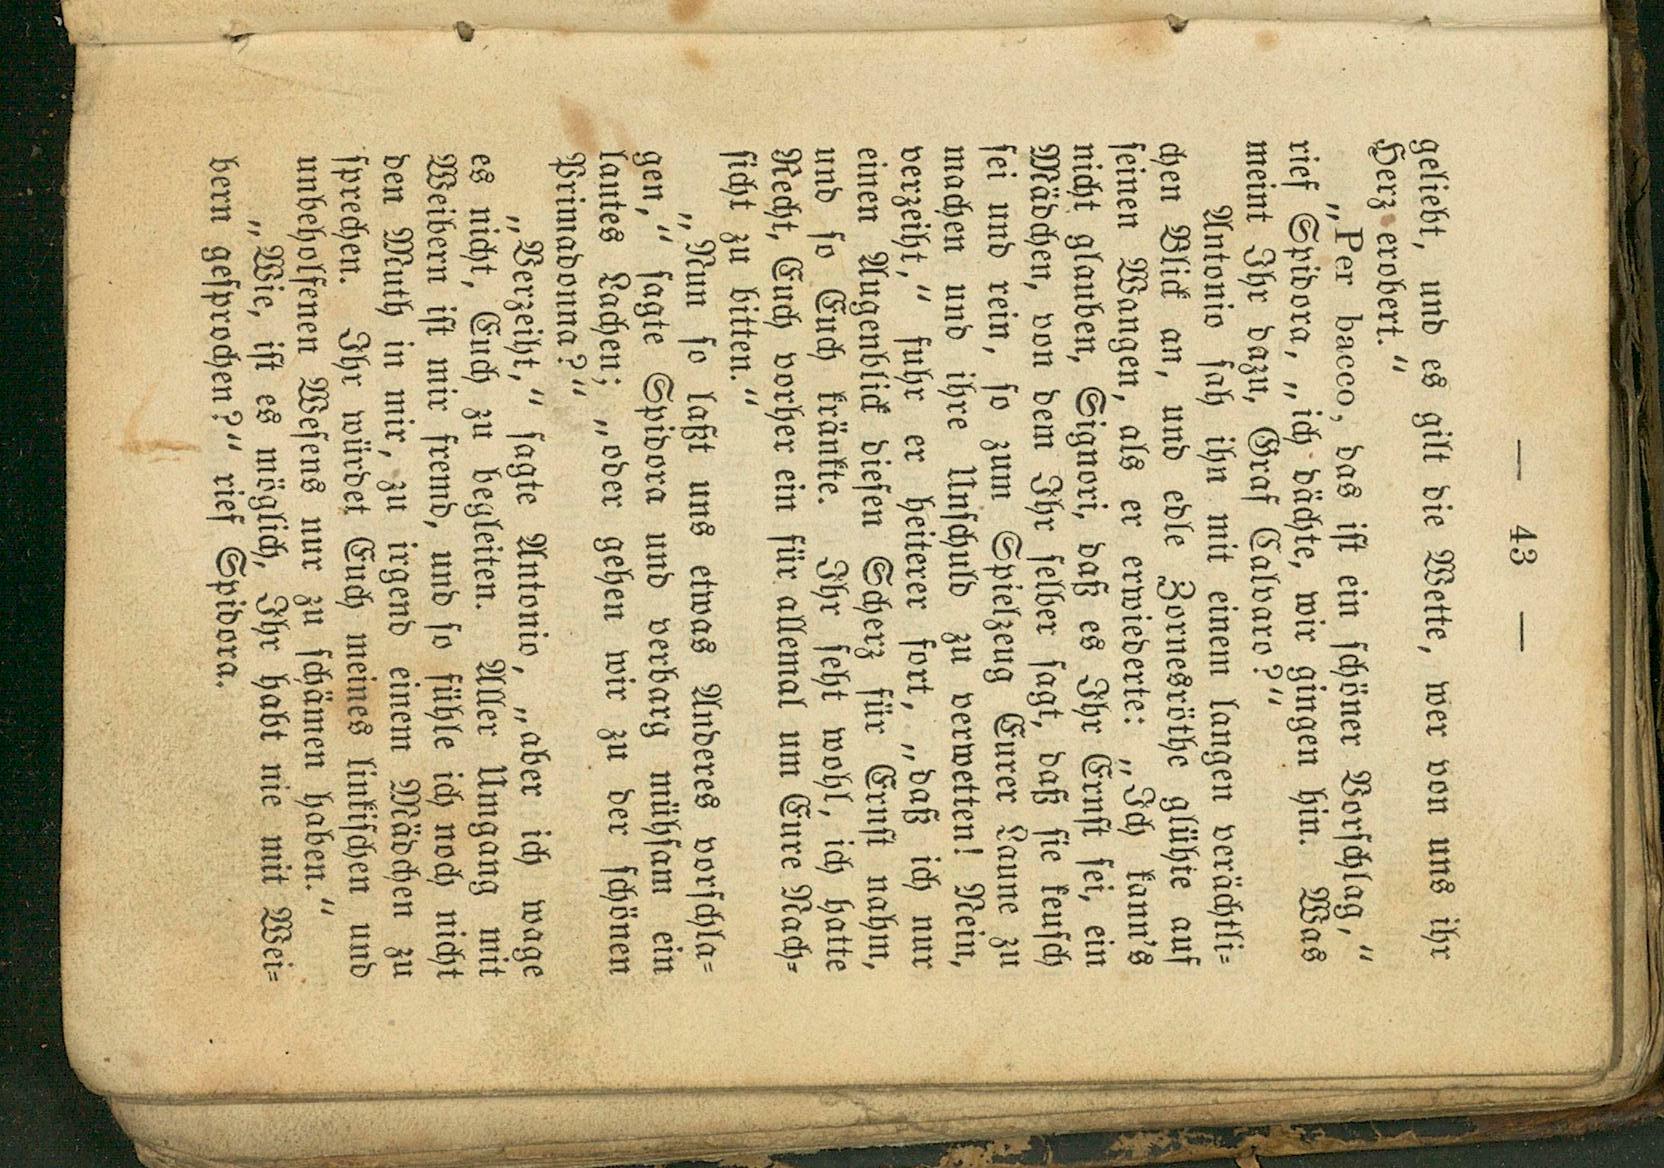 — 43 —
geliebt, und es gilt die Wette, wer von uns ihr
Herz erobert.“
„Per bacco, das iſt ein ſchöner Vorſchlag,“
rief Spidora, „ich dächte, wir gingen hin. Was
meint Ihr dazu, Graf Calvaro?“
Antonio ſah ihn mit einem langen verächtli-
chen Blick an, und edle Zornesröthe glühte auf
ſeinen Wangen, als er erwiederte: „Ich kann’s
nicht glauben, Signori, daß es Ihr Ernſt ſei, ein
Mädchen, von dem Ihr ſelber ſagt, daß ſie keuſch
ſei und rein, ſo zum Spielzeug Eurer Laune zu
machen und ihre Unſchuld zu verwetten! Nein,
verzeiht,“ fuhr er heiterer fort, „daß ich nur
einen Augenblick dieſen Scherz für Ernſt nahm,
und ſo Euch kränkte. Ihr ſeht wohl, ich hatte
Recht, Euch vorher ein für allemal um Eure Nach-
ſicht zu bitten.“
„Nun ſo laßt uns etwas Anderes vorſchla-
gen,“ ſagte Spidora und verbarg mühſam ein
lautes Lachen; „oder gehen wir zu der ſchönen
Primadonna?“
„Verzeiht,“ ſagte Antonio, „aber ich wage
es nicht, Euch zu begleiten. Aller Umgang mit
Weibern iſt mir fremd, und ſo fühle ich noch nicht
den Muth in mir, zu irgend einem Mädchen zu
ſprechen. Ihr würdet Euch meines linkiſchen und
unbeholfenen Weſens nur zu ſchämen haben.“
„Wie, iſt es möglich, Ihr habt nie mit Wei-
bern geſprochen?“ rief Spidora.